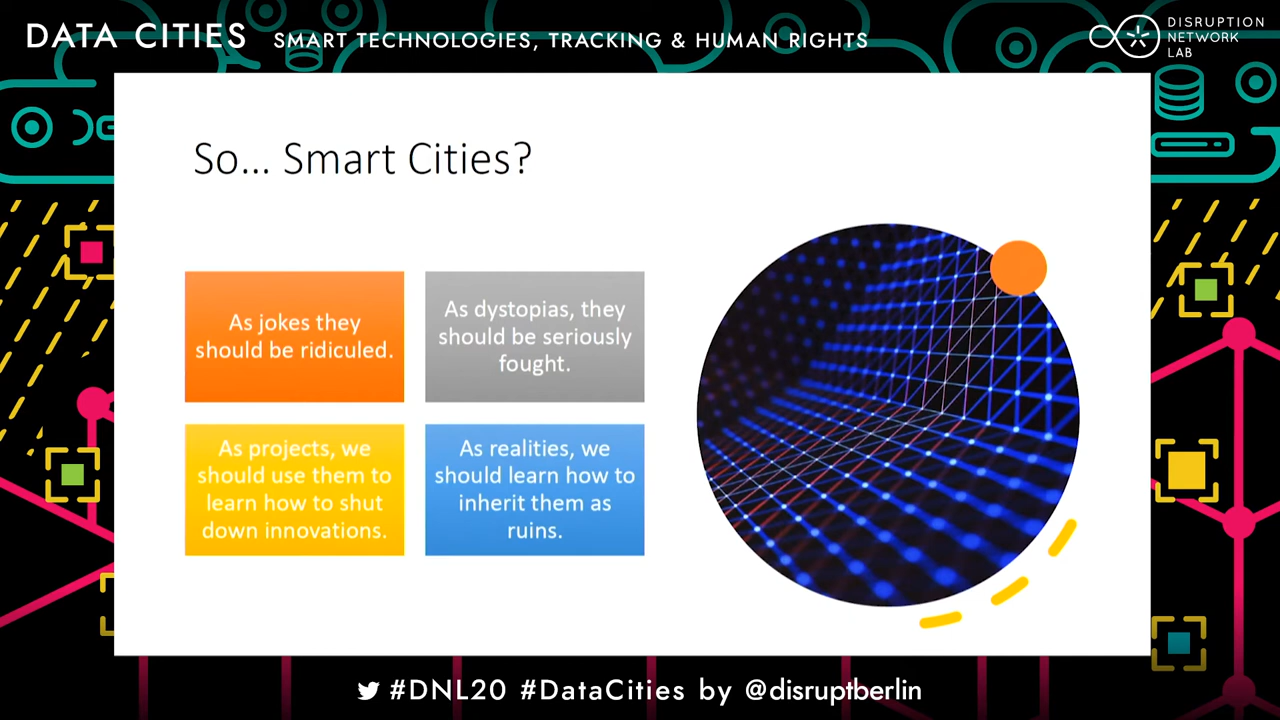 DATA CITIES SMART TECHNOLOGIES, TRACKING & HUMAN RIGHTS
DISRUPTION
NETWORK
LAB
So... Smart Cities?
As jokes they
should be ridiculed.
As dystopias, they
should be seriously
fought.
As projects, we
should use them to
learn how to shut
down innovations.
As realities, we
should learn how to
inherit them as
ruins.
#DNL20 #DataCities by @disruptberlin